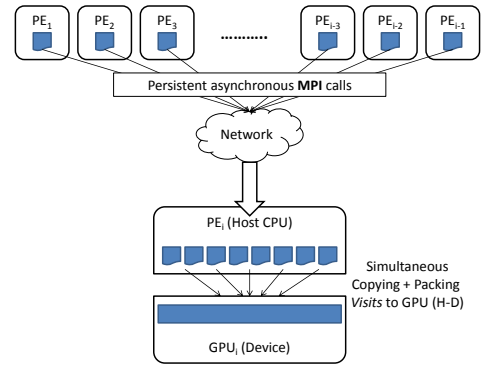 PE1 PE2 PE3 ........... PEi-3 PEi-2 PEi-1
Persistent asynchronous MPI calls
Network
PEi (Host CPU)
Simultaneous
Copying + Packing
Visits to GPU (H-D)
GPUi (Device)